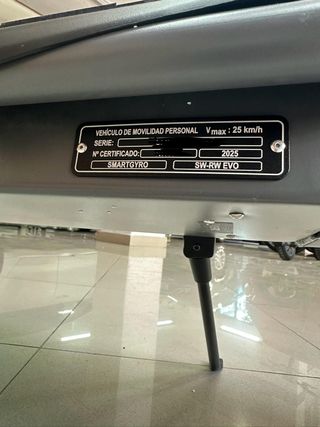 VEHÍCULO DE MOVILIDAD PERSONAL Vmax : 25 km/h
SERIE:
Nº CERTIFICADO: 2025
SMARTGYRO SW-RW EVO